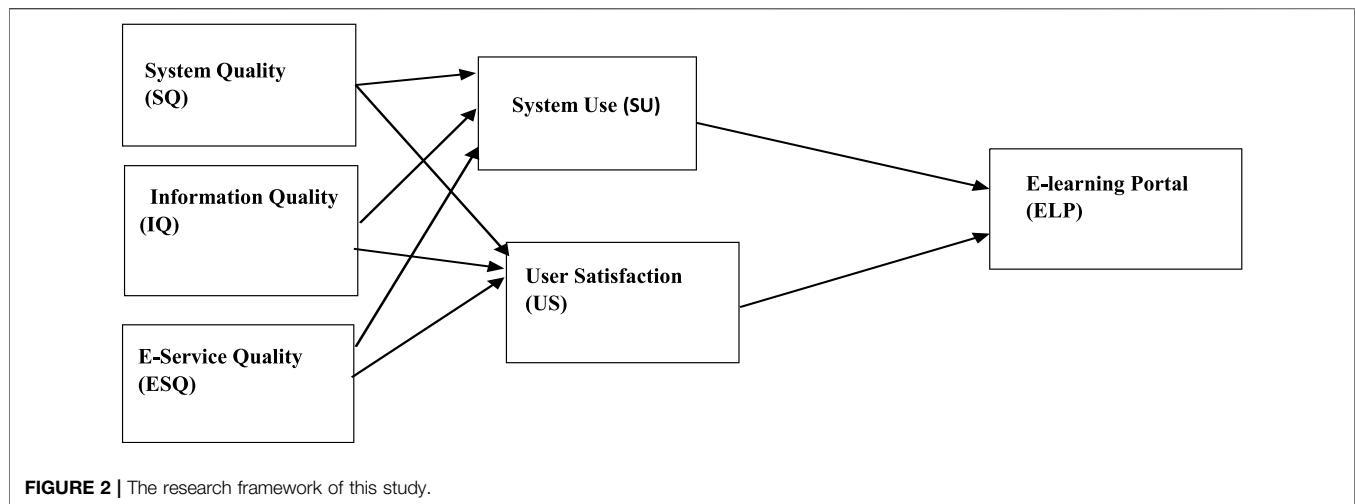 System Quality
(SQ)
Information Quality
(IQ)
E-Service Quality
(ESQ)
System Use (SU)
User Satisfaction
(US)
E-learning Portal
(ELP)
FIGURE 2 | The research framework of this study.